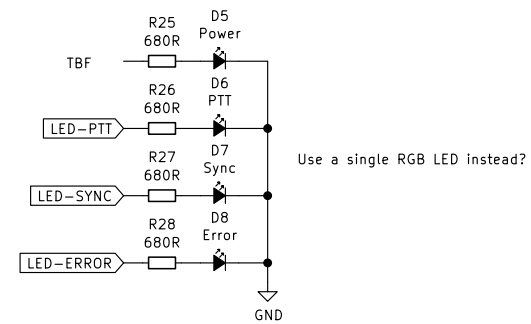 R25
680R
D5
Power
TBF
R26
680R
D6
PTT
LED-PTT
R27
680R
D7
Sync
Use a single RGB LED instead?
LED-SYNC
R28
680R
D8
Error
LED-ERROR
GND